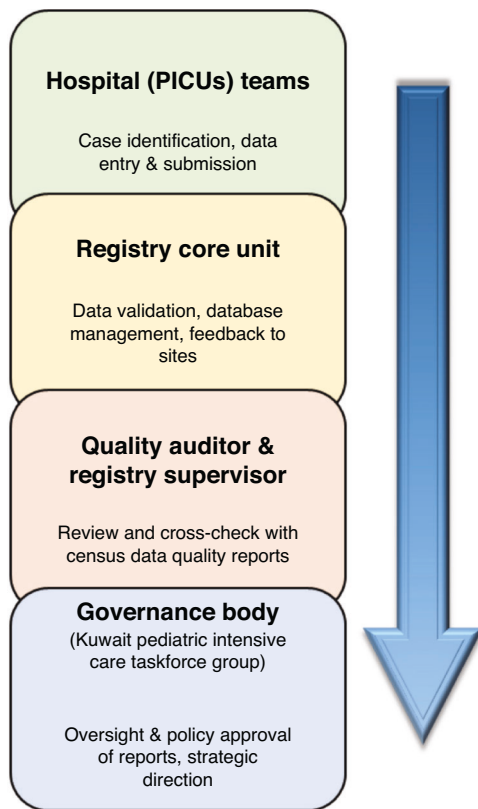 Hospital (PICUs) teams
Case identification, data
entry & submission
Registry core unit
Data validation, database
management, feedback to
sites
Quality auditor &
registry supervisor
Review and cross-check with
census data quality reports
Governance body
(Kuwait pediatric intensive
care taskforce group)
Oversight & policy approval
of reports, strategic
direction